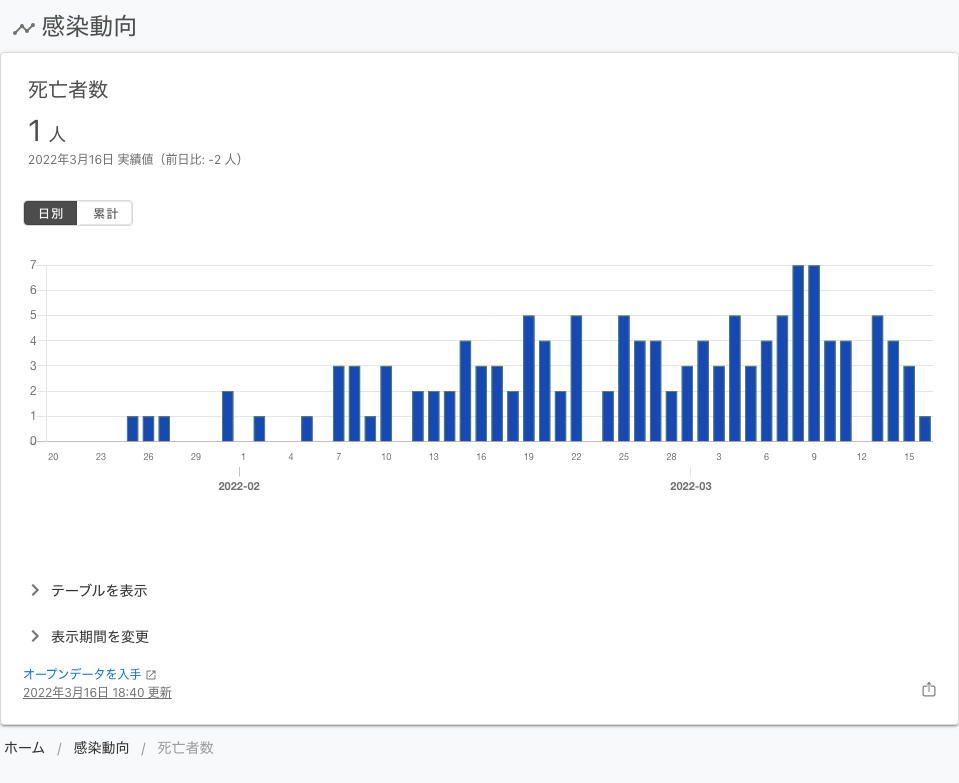 感染動向
死亡者数
1 人
2022年3月16日 実績値（前日比: -2 人）
日別 累計
7
6
5
4
3
2
1
0
20 23 26 29 1 4 7 10 13 16 19 22 25 28 3 6 9 12 15
2022-02 2022-03
テーブルを表示
表示期間を変更
オープンデータを入手
2022年3月16日 18:40 更新
ホーム / 感染動向 / 死亡者数